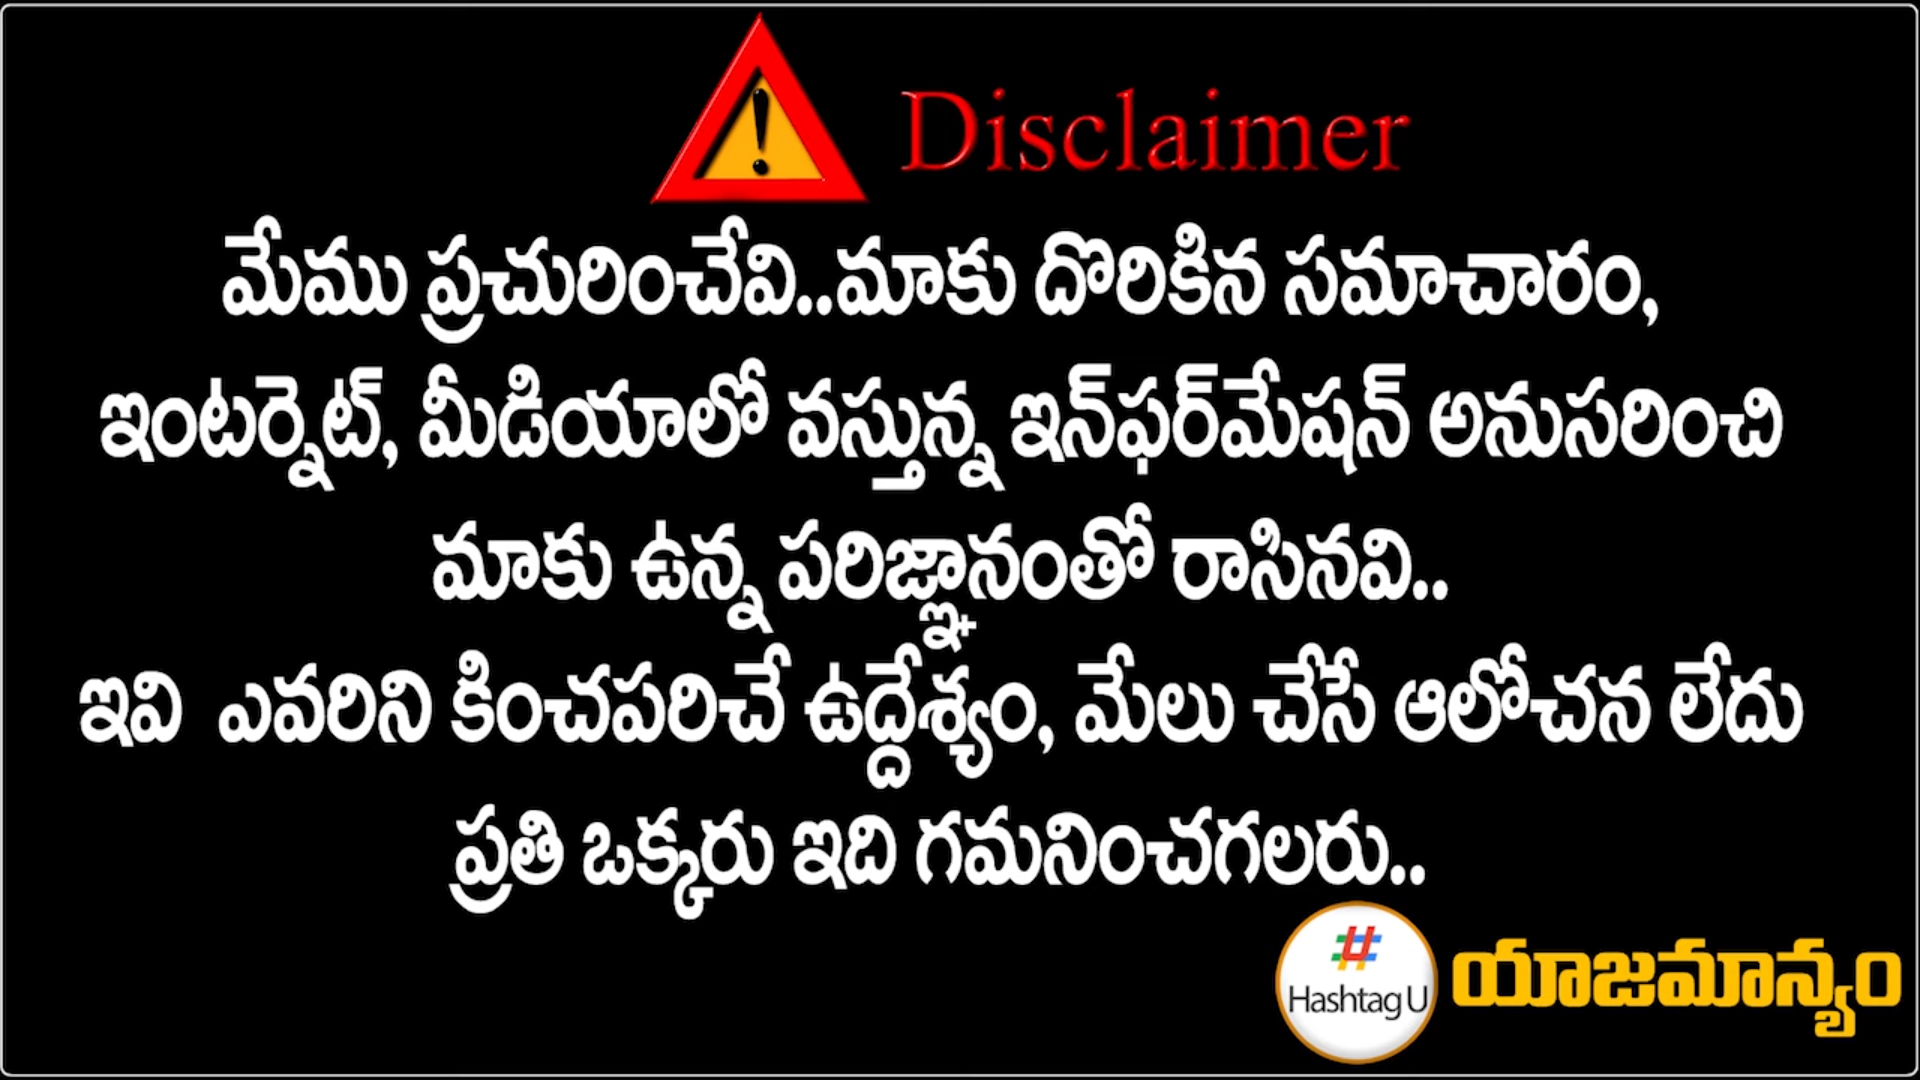 Disclaimer
మేము ప్రచురించేవి..మాకు దొరికిన సమాచారం,
ఇంటర్నెట్, మీడియాలో వస్తున్న ఇన్‌ఫర్‌మేషన్ అనుసరించి
మాకు ఉన్న పరిజ్ఞానంతో రాసినవి..
ఇవి ఎవరిని కించపరిచే ఉద్దేశ్యం, మేలు చేసే ఆలోచన లేదు
ప్రతి ఒక్కరు ఇది గమనించగలరు..
Hashtag U
యాజమాన్యం